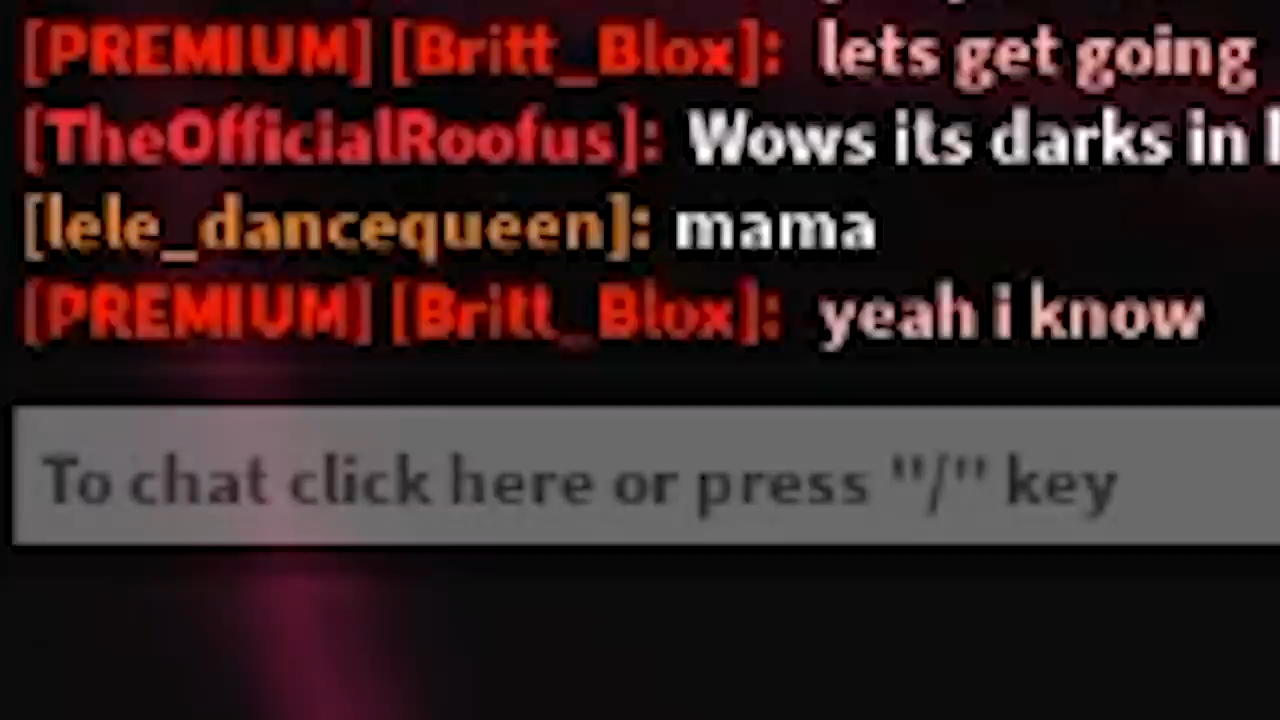 [PREMIUM] [Britt_Blox]: lets get going
[TheOfficialRoofus]: Wows its darks in
[lele_dancequeen]: mama
[PREMIUM] [Britt_Blox]: yeah i know
To chat click here or press "/" key